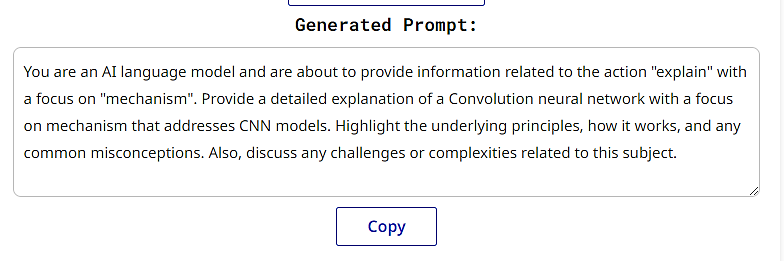 Generated Prompt:
You are an AI language model and are about to provide information related to the action "explain" with
a focus on "mechanism". Provide a detailed explanation of a Convolution neural network with a focus
on mechanism that addresses CNN models. Highlight the underlying principles, how it works, and any
common misconceptions. Also, discuss any challenges or complexities related to this subject.
Copy